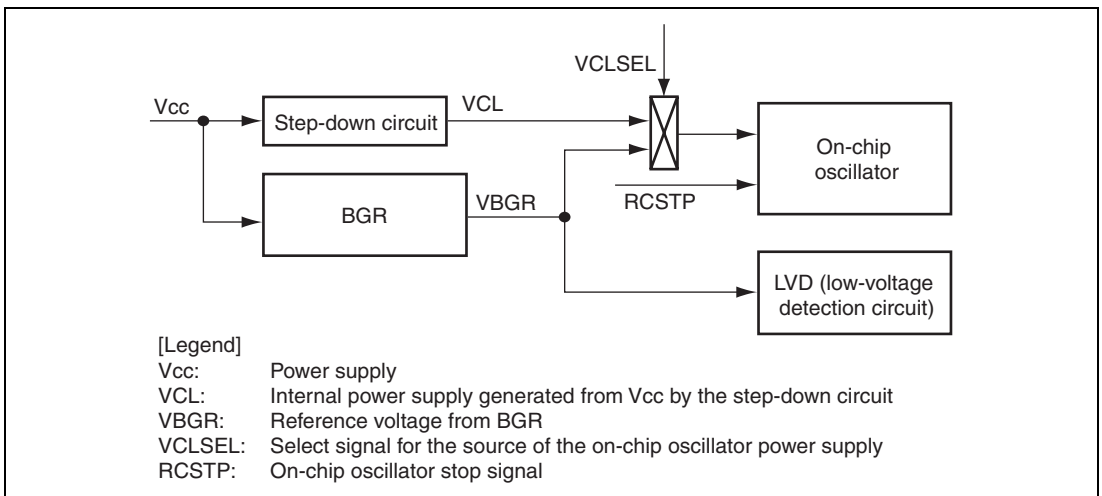 VCLSEL
Vcc
VCL
Step-down circuit
On-chip
oscillator
BGR
VBGR
RCSTP
LVD (low-voltage
detection circuit)
[Legend]
Vcc: Power supply
VCL: Internal power supply generated from Vcc by the step-down circuit
VBGR: Reference voltage from BGR
VCLSEL: Select signal for the source of the on-chip oscillator power supply
RCSTP: On-chip oscillator stop signal